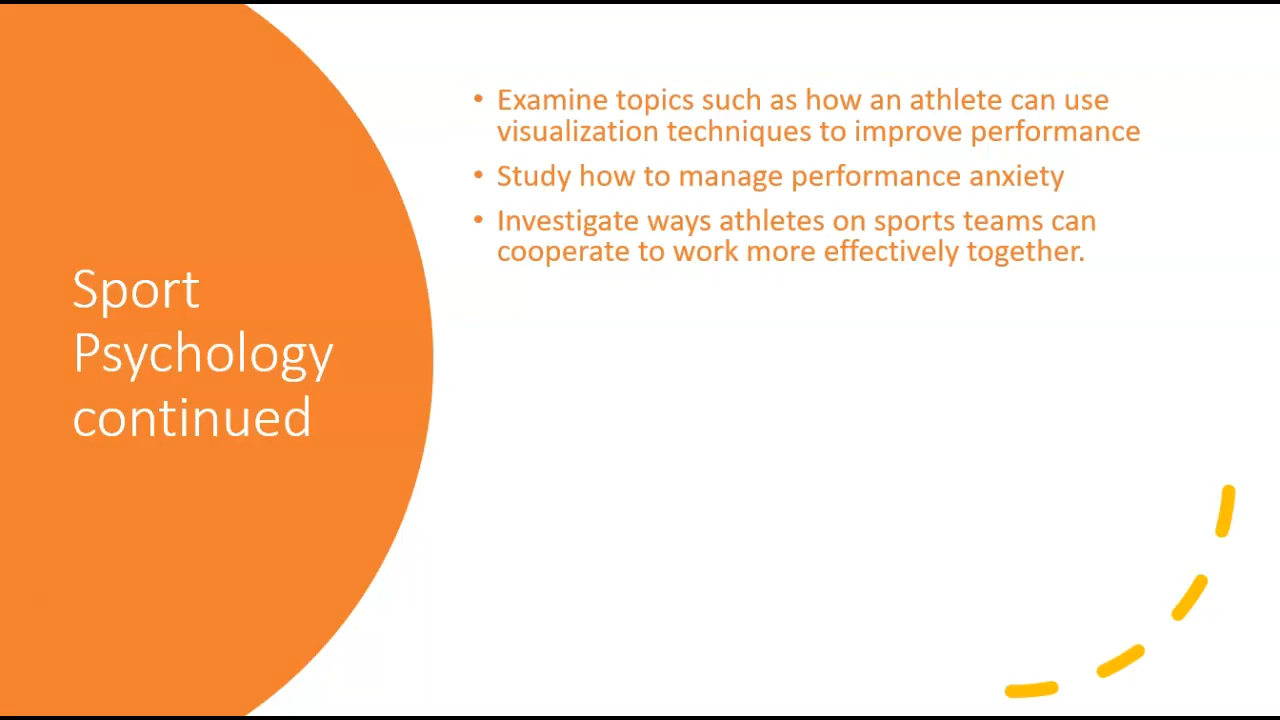 Sport
Psychology
continued
• Examine topics such as how an athlete can use
visualization techniques to improve performance
• Study how to manage performance anxiety
• Investigate ways athletes on sports teams can
cooperate to work more effectively together.